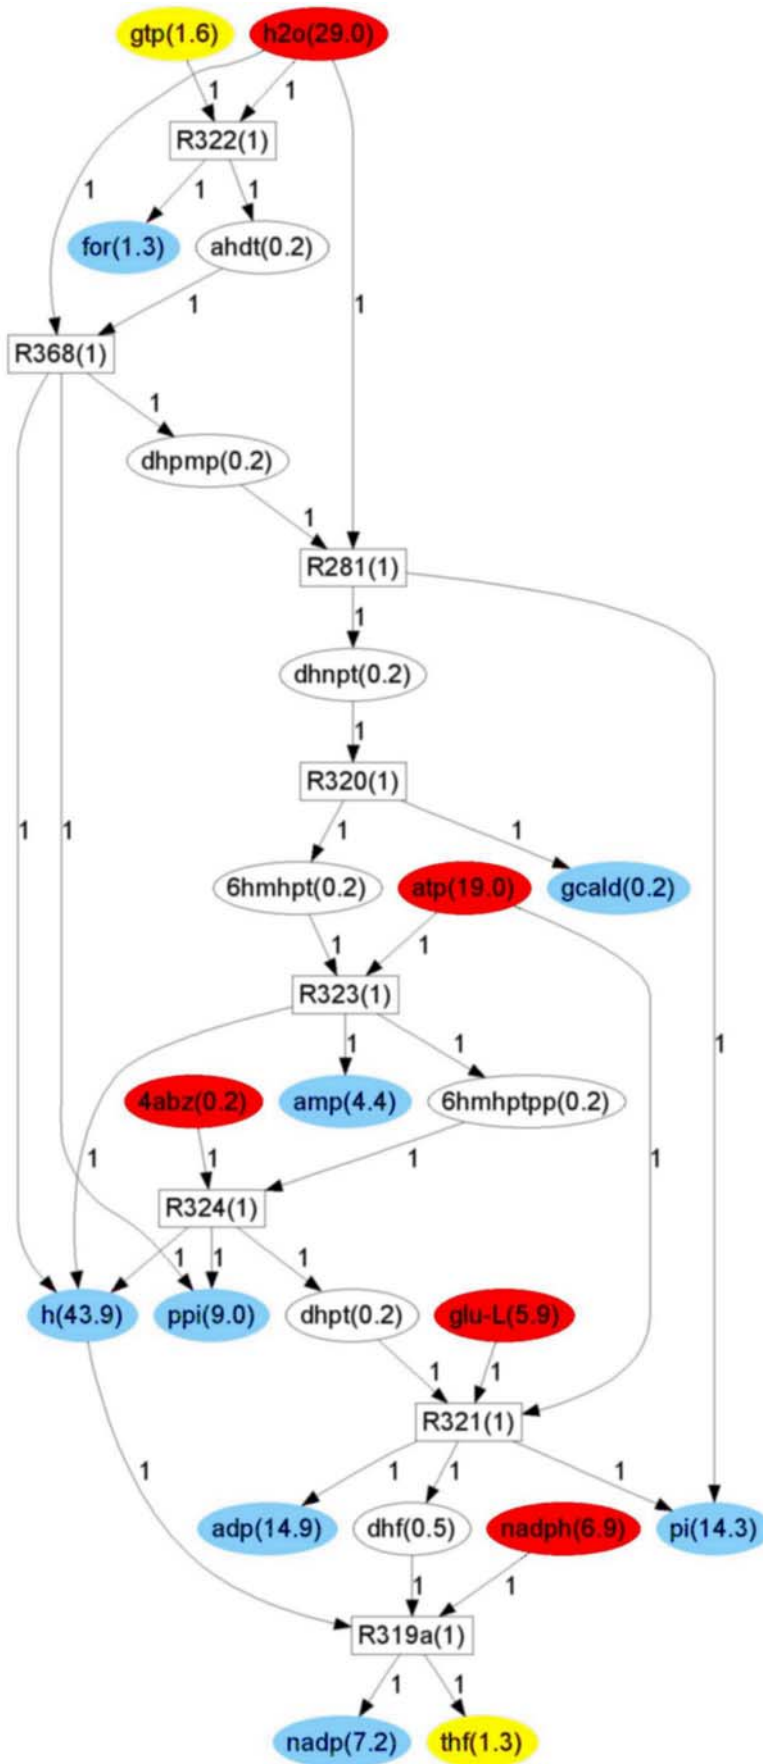 gtp(1.6) h2o(29.0)
1 1
R322(1)
1 1 1
for(1.3) ahdt(0.2)
1 1
R368(1)
1
dhpmp(0.2)
1
R281(1)
1
dhnpt(0.2)
1
R320(1)
1 1 1 1
6hmhpt(0.2) atp(19.0) gcald(0.2)
1 1
R323(1)
1 1 1
4abz(0.2) amp(4.4) 6hmhptpp(0.2)
1 1 1 1
R324(1)
1 1 1
h(43.9) ppi(9.0) dhpt(0.2) glu-L(5.9)
1 1
R321(1)
1 1 1 1
adp(14.9) dhf(0.5) nadph(6.9) pi(14.3)
1 1
R319a(1)
1 1
nadp(7.2) thf(1.3)